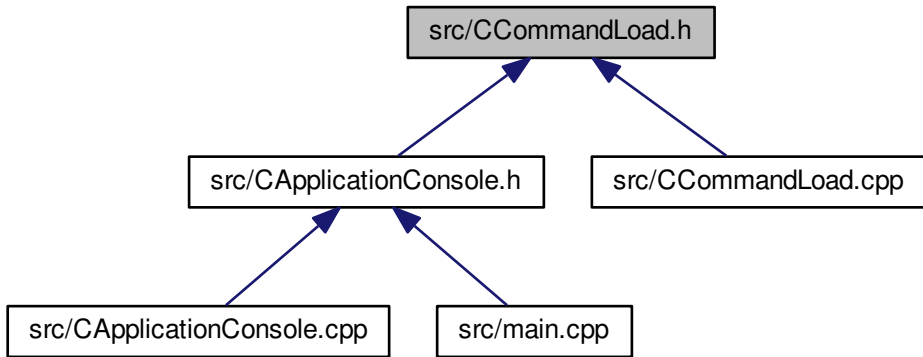 src/CCommandLoad.h
src/CApplicationConsole.h
src/CCommandLoad.cpp
src/CApplicationConsole.cpp
src/main.cpp